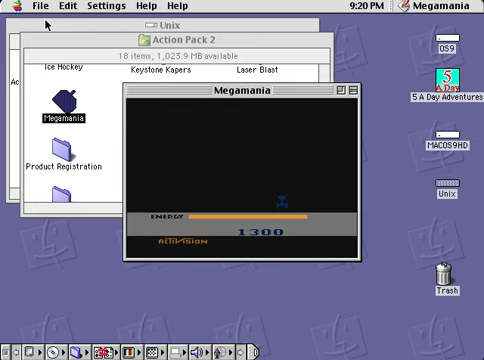 File Edit Settings Help Help 9:20 PM Megamania
Unix
Action Pack 2
18 items, 1,023.9 MB available
Ice Hockey Keystone Kapers Laser Blast
Megamania
Product Registration
Megamania
ENERGY
1300
ACTIVISION
OS9
5
A Day
5 A Day Adventures
MACOS9HD
Unix
Trash